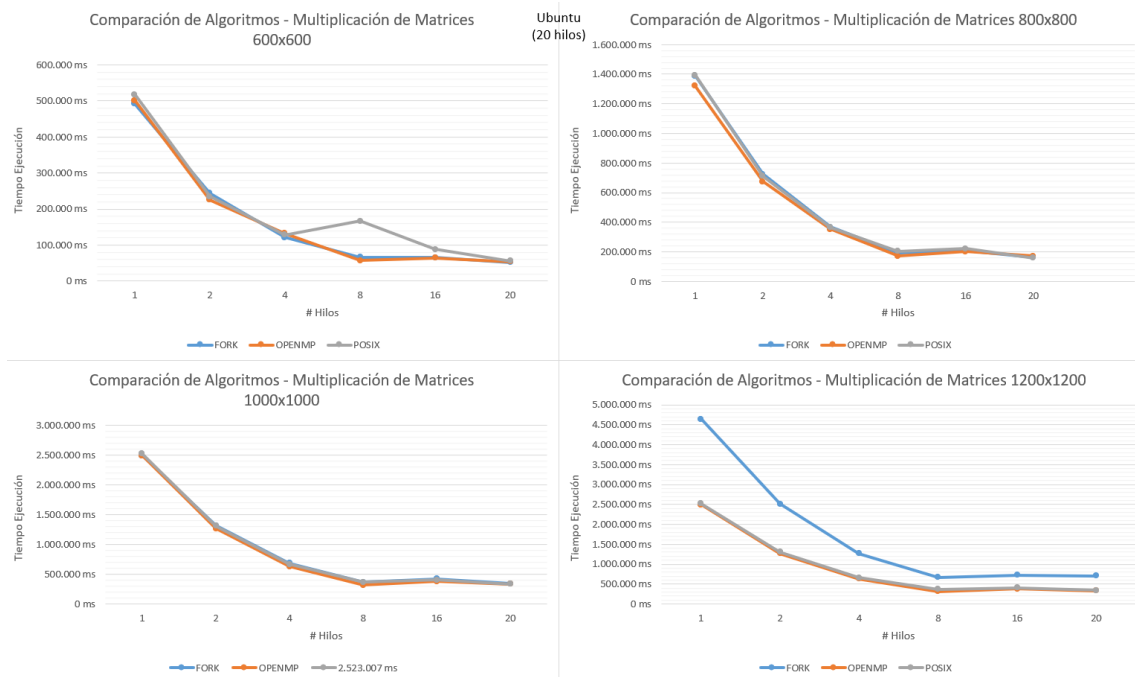 Comparación de Algoritmos - Multiplicación de Matrices
600x600
600.000 ms
500.000 ms
400.000 ms
300.000 ms
200.000 ms
100.000 ms
0 ms
Tiempo Ejecución
1 2 4 8 16 20
# Hilos
FORK OPENMP POSIX
Ubuntu
(20 hilos)
Comparación de Algoritmos - Multiplicación de Matrices 800x800
1.600.000 ms
1.400.000 ms
1.200.000 ms
1.000.000 ms
800.000 ms
600.000 ms
400.000 ms
200.000 ms
0 ms
Tiempo Ejecución
1 2 4 8 16 20
# Hilos
FORK OPENMP POSIX
Comparación de Algoritmos - Multiplicación de Matrices
1000x1000
3.000.000 ms
2.500.000 ms
2.000.000 ms
1.500.000 ms
1.000.000 ms
500.000 ms
0 ms
Tiempo Ejecución
1 2 4 8 16 20
# Hilos
FORK OPENMP 2.523.007 ms
Comparación de Algoritmos - Multiplicación de Matrices 1200x1200
5.000.000 ms
4.500.000 ms
4.000.000 ms
3.500.000 ms
3.000.000 ms
2.500.000 ms
2.000.000 ms
1.500.000 ms
1.000.000 ms
500.000 ms
0 ms
Tiempo Ejecución
1 2 4 8 16 20
# Hilos
FORK OPENMP POSIX